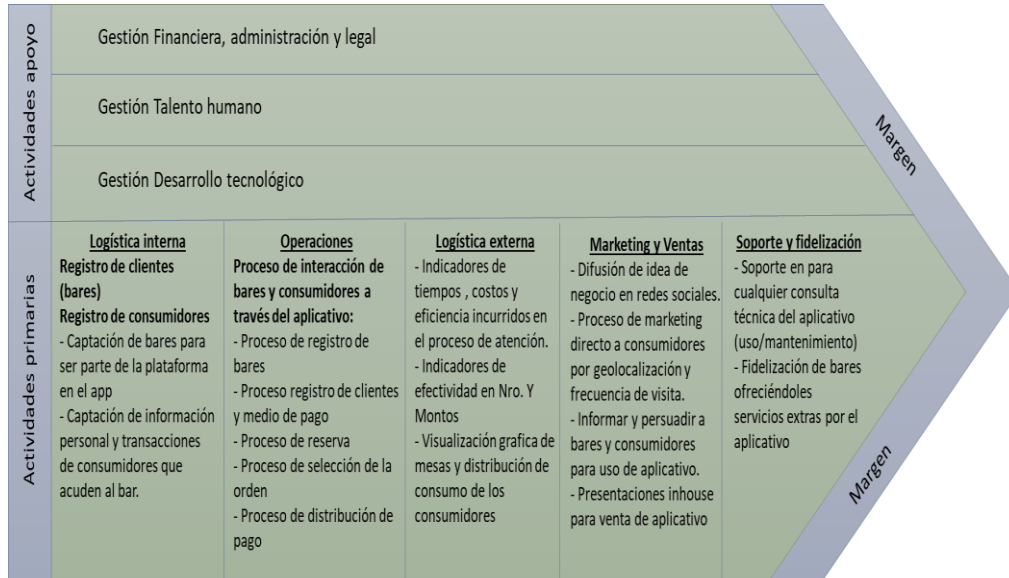 Actividades apoyo
Gestión Financiera, administración y legal
Gestión Talento humano
Gestión Desarrollo tecnológico
Margen
Actividades primarias
Logística interna
Registro de clientes
(bares)
Registro de consumidores
- Captación de bares para
ser parte de la plataforma
en el app
- Captación de información
personal y transacciones
de consumidores que
acuden al bar.
Operaciones
Proceso de interacción de
bares y consumidores a
través del aplicativo:
- Proceso de registro de
bares
- Proceso registro de clientes
y medio de pago
- Proceso de reserva
- Proceso de selección de la
orden
- Proceso de distribución de
pago
Logística externa
- Indicadores de
tiempos , costos y
eficiencia incurridos en
el proceso de atención.
- Indicadores de
efectividad en Nro. Y
Montos
- Visualización grafica de
mesas y distribución de
consumo de los
consumidores
Marketing y Ventas
- Difusión de idea de
negocio en redes sociales.
- Proceso de marketing
directo a consumidores
por geolocalización y
frecuencia de visita.
- Informar y persuadir a
bares y consumidores
para uso de aplicativo.
- Presentaciones inhouse
para venta de aplicativo
Soporte y fidelización
- Soporte en para
cualquier consulta
técnica del aplicativo
(uso/mantenimiento)
- Fidelización de bares
ofreciéndoles
servicios extras por el
aplicativo
Margen